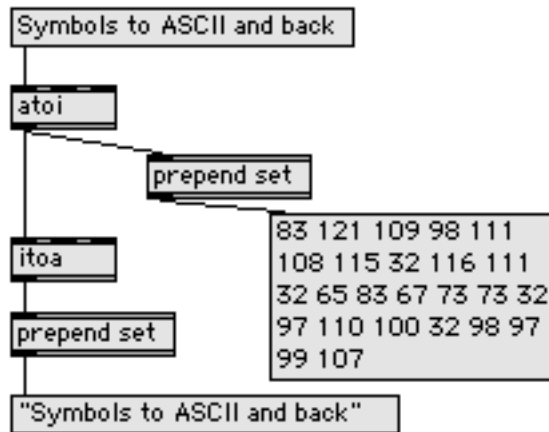 Symbols to ASCII and back
atoi
prepend set
83 121 109 98 111
108 115 32 116 111
32 65 83 67 73 73 32
97 110 100 32 98 97
99 107
itoa
prepend set
"Symbols to ASCII and back"